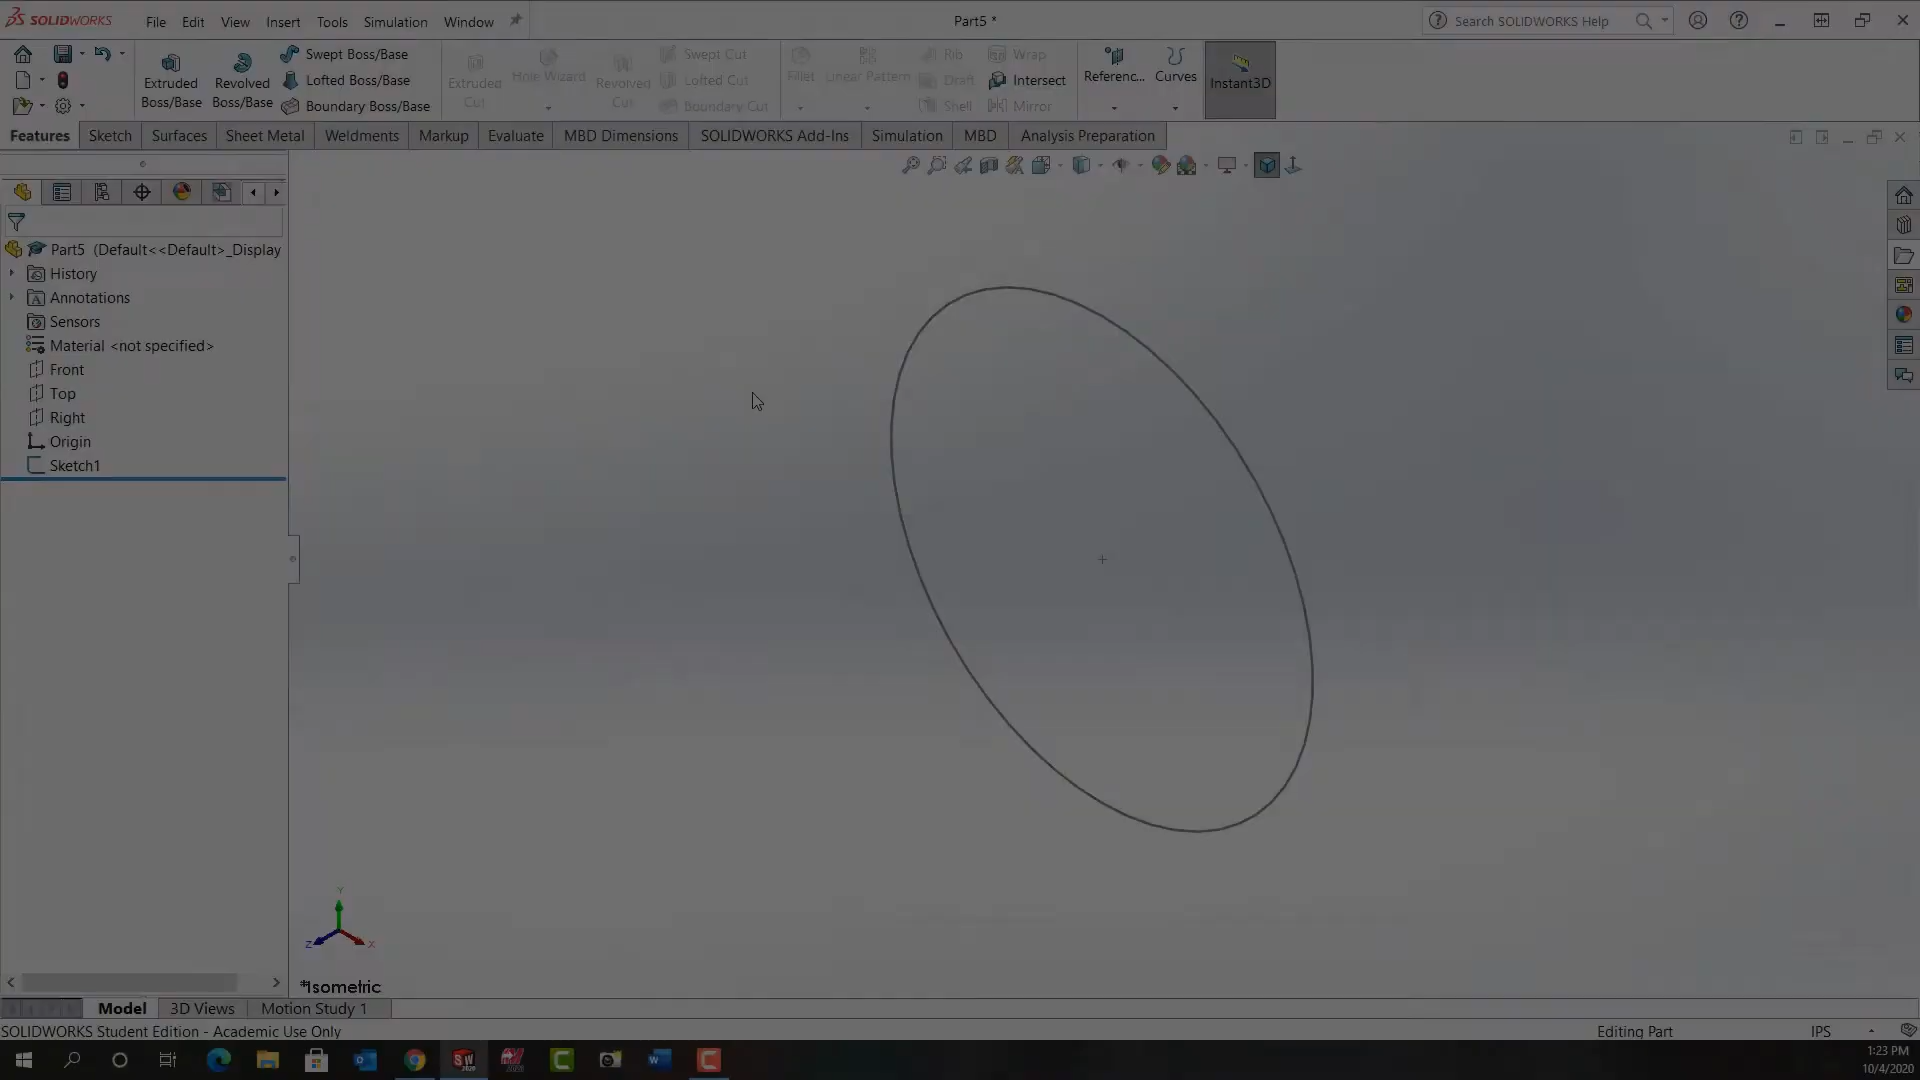 SOLIDWORKS File Edit View Insert Tools Simulation Window Part5 * Search SOLIDWORKS Help
Extruded Boss/Base
Revolved Boss/Base
Swept Boss/Base
Lofted Boss/Base
Boundary Boss/Base
Extruded Cut
Hole Wizard
Revolved Cut
Swept Cut
Lofted Cut
Boundary Cut
Fillet
Linear Pattern
Rib
Draft
Shell
Wrap
Intersect
Mirror
Referenc...
Curves
Instant3D
Features Sketch Surfaces Sheet Metal Weldments Markup Evaluate MBD Dimensions SOLIDWORKS Add-Ins Simulation MBD Analysis Preparation
Part5 (Default<<Default>_Display
History
Annotations
Sensors
Material <not specified>
Front
Top
Right
Origin
Sketch1
Y
Z X
*Isometric
Model 3D Views Motion Study 1
SOLIDWORKS Student Edition - Academic Use Only Editing Part IPS
1:23 PM
10/4/2020